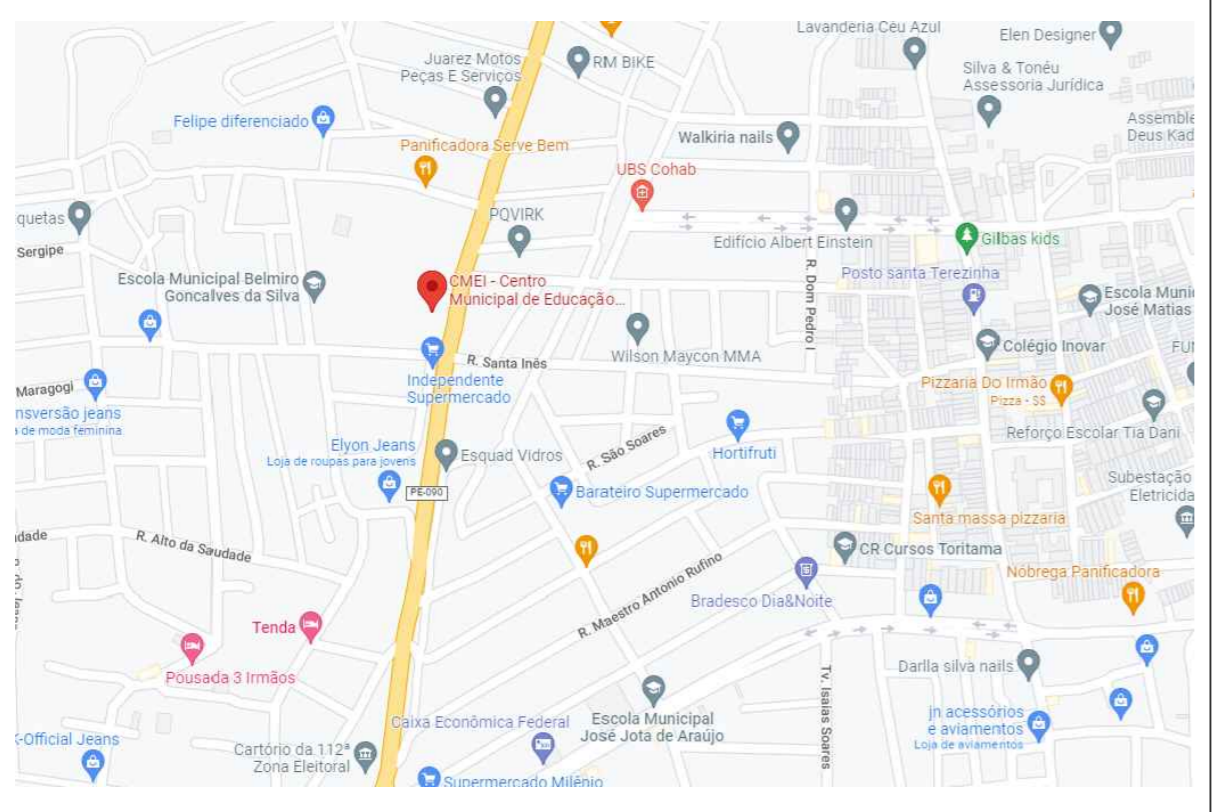 Lavanderia Céu Azul
Elen Designer
Juarez Motos
Peças E Serviços
RM BIKE
Silva & Tonéu
Assessoria Jurídica
Felipe diferenciado
Walkiria nails
Assemble
Deus Kad
Panificadora Serve Bem
UBS Cohab
quetas
PQVIRK
Sergipe
Edifício Albert Einstein
Gilbas kids
Escola Municipal Belmiro
Goncalves da Silva
CMEI - Centro
Municipal de Educação...
R. Dom Pedro I
Posto santa Terezinha
Escola Muni
José Matias
R. Santa Inês
Wilson Maycon MMA
Colégio Inovar
FUN
Independente
Supermercado
Maragogi
Pizzaria Do Irmão
Pizza - $$
nsversão jeans
a de moda feminina
Reforço Escolar Tia Dani
Elyon Jeans
Loja de roupas para jovens
Esquad Vidros
R. São Soares
Hortifruti
PE-090
Barateiro Supermercado
Subestação
Eletricida
Santa massa pizzaria
udade
R. Alto da Saudade
CR Cursos Toritama
Nóbrega Panificadora
R. Maestro Antonio Rufino
Bradesco Dia&Noite
Tenda
Pousada 3 Irmãos
Darlla silva nails
Tv. Isaias Soares
Caixa Econômica Federal
Escola Municipal
José Jota de Araújo
jn acessórios
e aviamentos
Loja de aviamentos
-Official Jeans
Cartório da 112ª
Zona Eleitoral
Supermercado Milênio